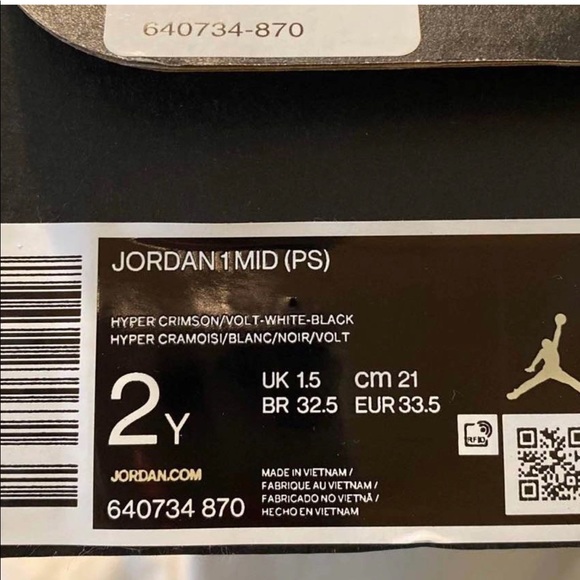 640734-870
JORDAN 1 MID (PS)
HYPER CRIMSON/VOLT-WHITE-BLACK
HYPER CRAMOISI/BLANC/NOIR/VOLT
2Y
UK 1.5 cm 21
BR 32.5 EUR 33.5
RFID
JORDAN.COM
640734 870
MADE IN VIETNAM /
FABRIQUE AU VIETNAM /
FABRICADO NO VIETNÃ /
HECHO EN VIETNAM